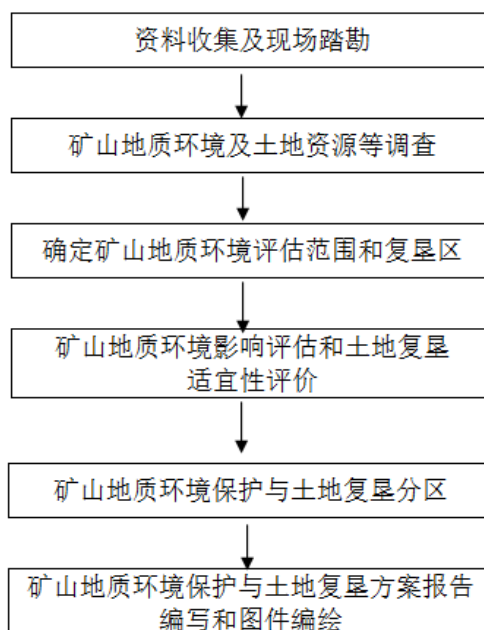 资料收集及现场踏勘
矿山地质环境及土地资源等调查
确定矿山地质环境评估范围和复垦区
矿山地质环境影响评估和土地复垦
适宜性评价
矿山地质环境保护与土地复垦分区
矿山地质环境保护与土地复垦方案报告
编写和图件编绘